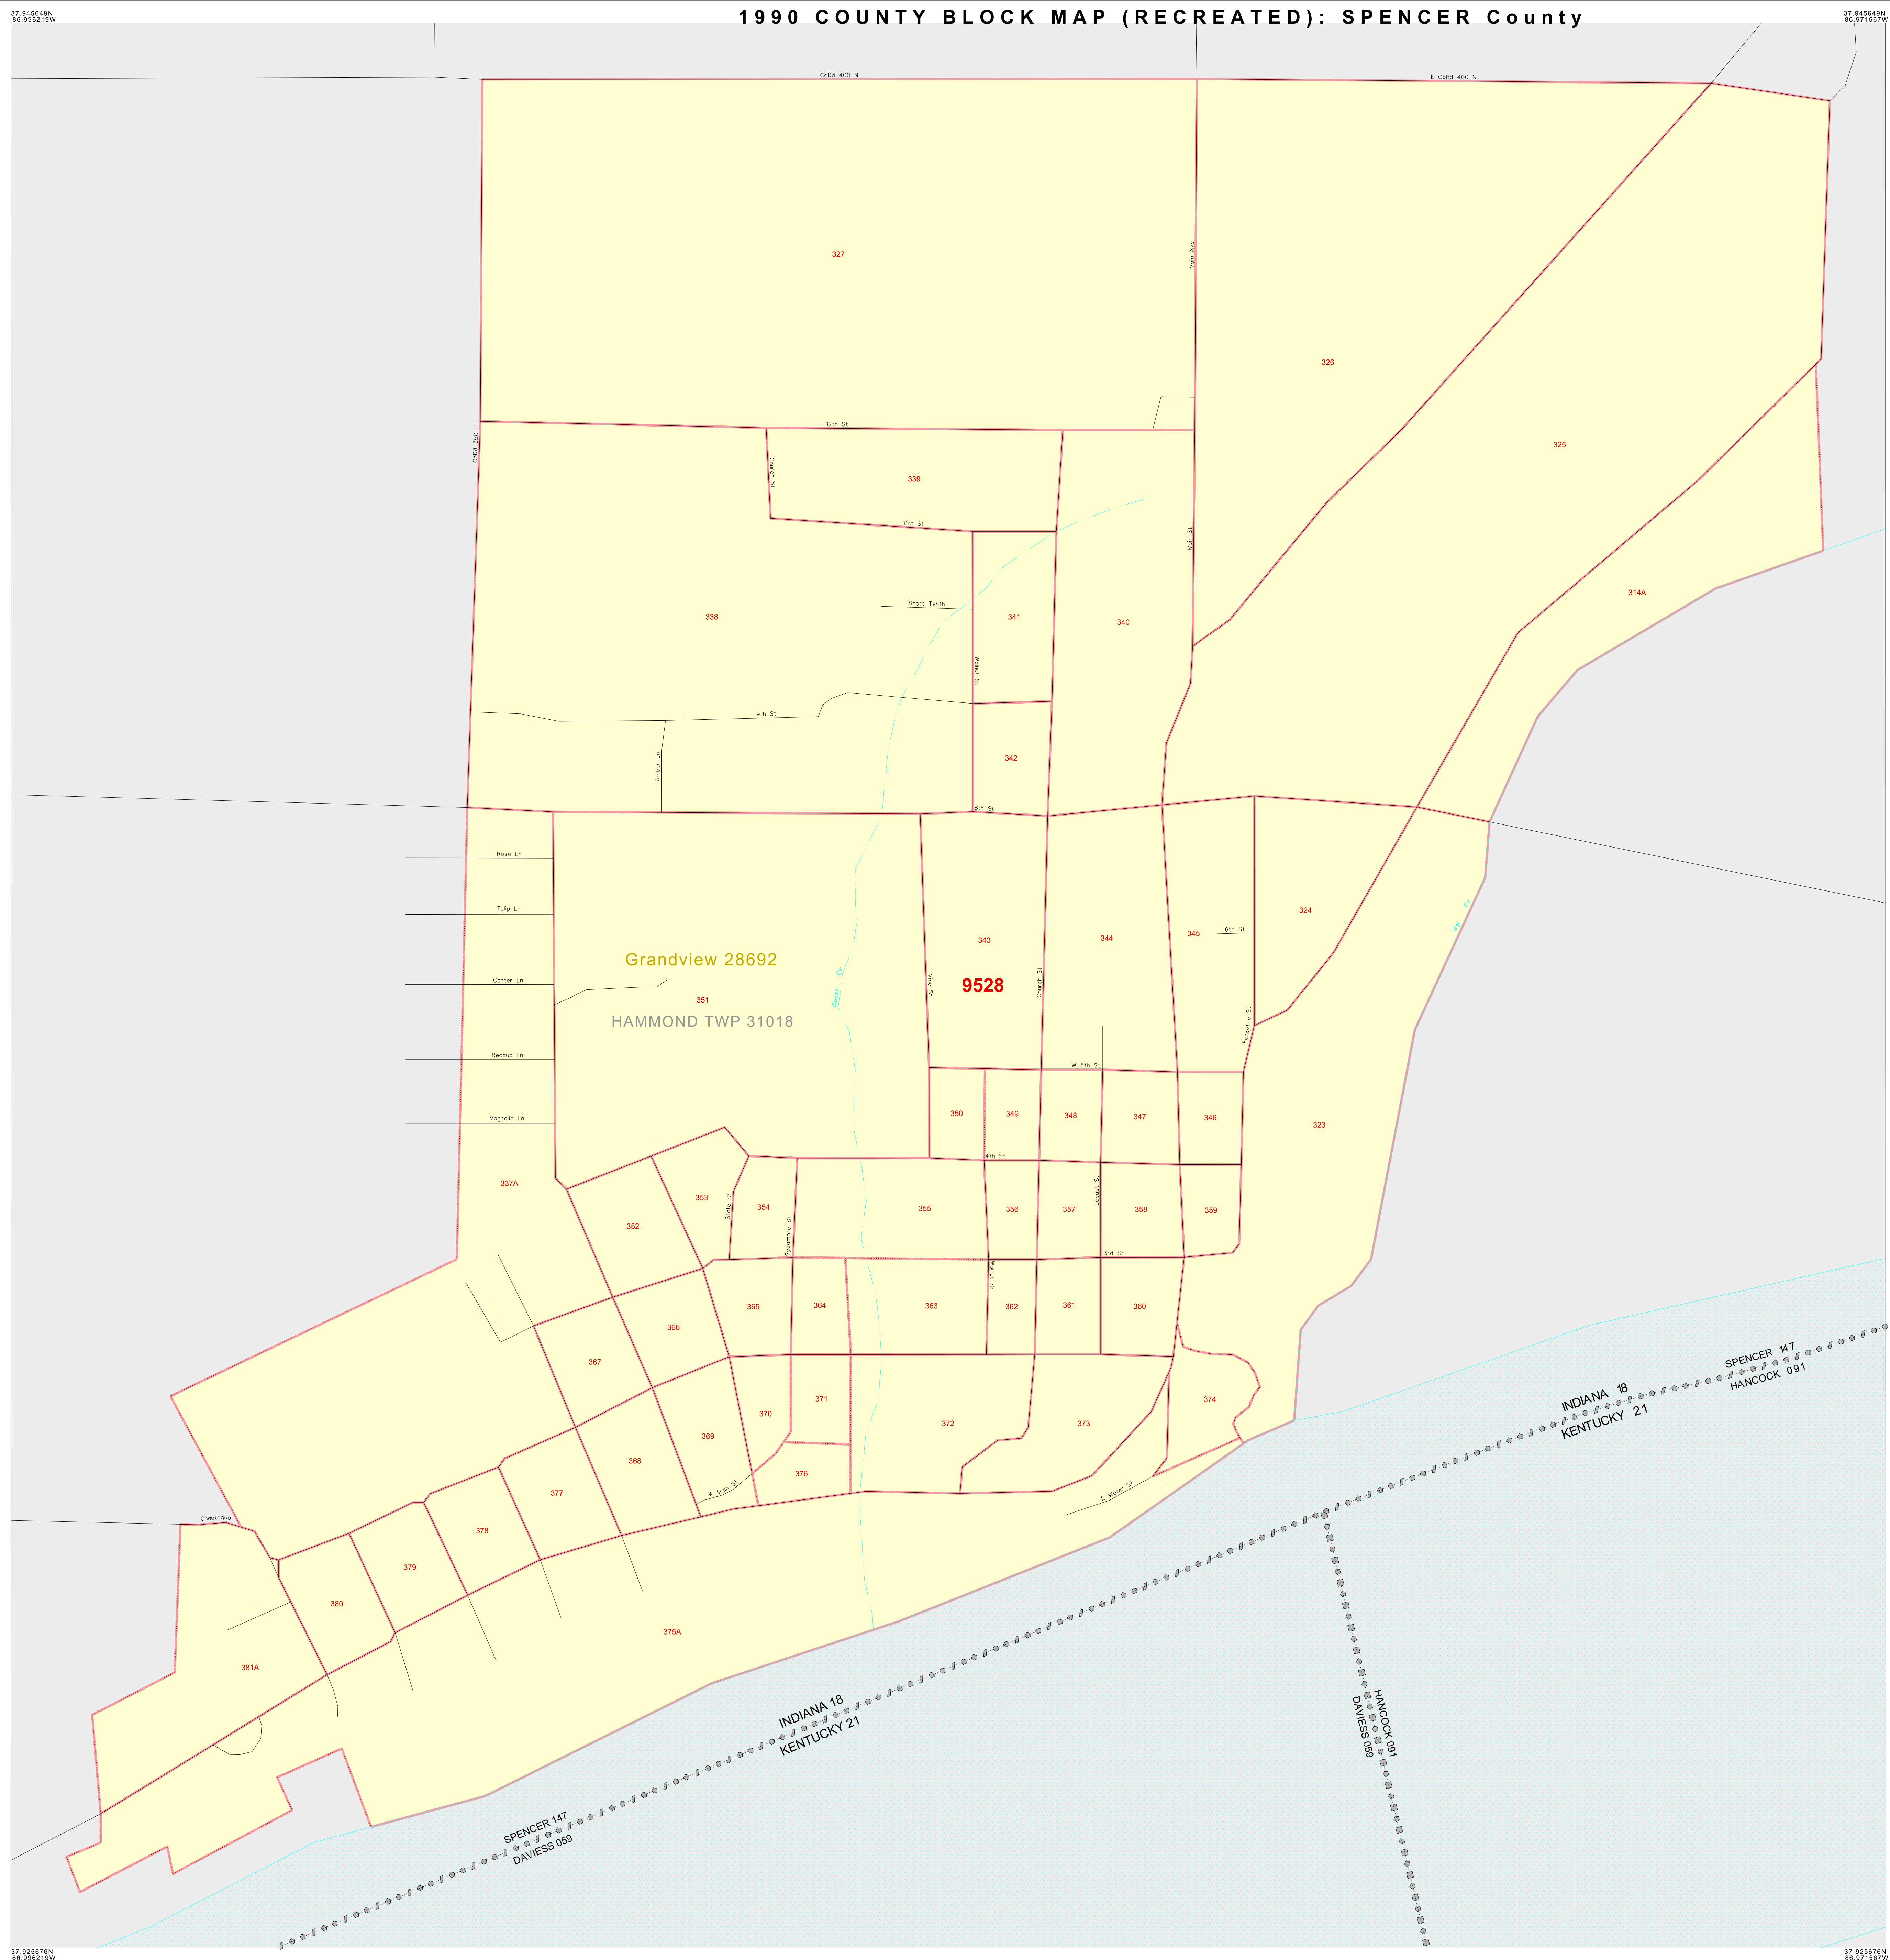 1990 COUNTY BLOCK MAP (RECREATED): SPENCER County
37.945649N
86.996219W
37.945649N
86.971567W
CoRd 400 N
E CoRd 400 N
327
Main Ave
326
12th St
CoRd 350 E
Church St
339
325
11th St
Main St
314A
Short Tenth
338
341
340
Walnut St
9th St
Amber Ln
342
8th St
Rose Ln
Tulip Ln
324
6th St
345
344
343
Grandview 28692
Center Ln
351
Vine St
9528
Church St
HAMMOND TWP 31018
Forsythe St
Redbud Ln
W 5th St
Magnolia Ln
350
349
348
347
346
323
4th St
337A
353
State St
354
352
Sycamore St
355
356
357
Locust St
358
359
3rd St
Walnut St
365
364
363
362
361
360
366
367
371
374
370
372
373
369
368
376
W Main St
E Water St
377
378
Chautaqua
379
380
375A
381A
SPENCER 147
HANCOCK 091
INDIANA 18
KENTUCKY 21
INDIANA 18
KENTUCKY 21
HANCOCK 091
DAVIESS 059
SPENCER 147
DAVIESS 059
37.925676N
86.996219W
37.925676N
86.971567W